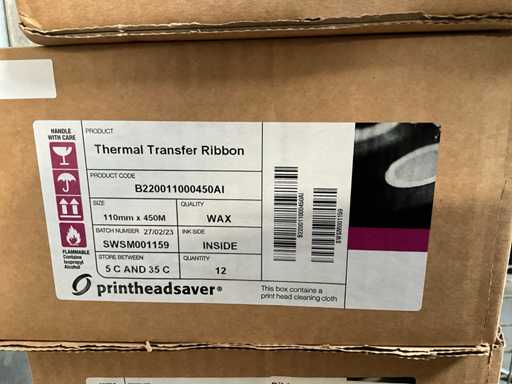 HANDLE
WITH CARE
FLAMMABLE
Contains
Isopropyl
Alcohol
PRODUCT
Thermal Transfer Ribbon
PRODUCT CODE
B220011000450AI
SIZE
110mm x 450M
QUALITY
WAX
BATCH NUMBER 27/02/23
SWSM001159
INK SIDE
INSIDE
STORE BETWEEN
5 C AND 35 C
QUANTITY
12
printheadsaver®
B220011000450AI
SWSM001159
This box contains a
print head cleaning cloth